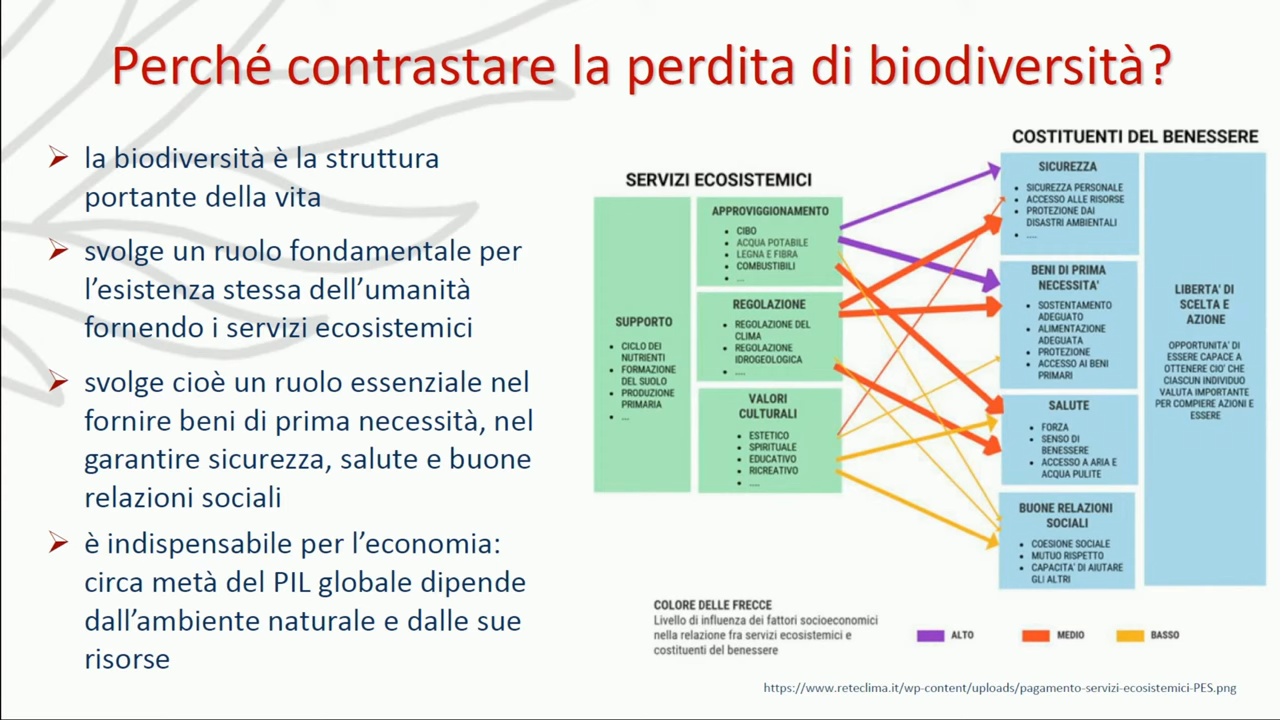 Perché contrastare la perdita di biodiversità?
la biodiversità è la struttura
portante della vita
svolge un ruolo fondamentale per
l’esistenza stessa dell’umanità
fornendo i servizi ecosistemici
svolge cioè un ruolo essenziale nel
fornire beni di prima necessità, nel
garantire sicurezza, salute e buone
relazioni sociali
è indispensabile per l’economia:
circa metà del PIL globale dipende
dall’ambiente naturale e dalle sue
risorse
SERVIZI ECOSISTEMICI
SUPPORTO
CICLO DEI
NUTRIENTI
FORMAZIONE
DEL SUOLO
PRODUZIONE
PRIMARIA
...
APPROVIGGIONAMENTO
CIBO
ACQUA POTABILE
LEGNA E FIBRA
COMBUSTIBILI
...
REGOLAZIONE
REGOLAZIONE DEL
CLIMA
REGOLAZIONE
IDROGEOLOGICA
....
VALORI
CULTURALI
ESTETICO
SPIRITUALE
EDUCATIVO
RICREATIVO
....
COSTITUENTI DEL BENESSERE
SICUREZZA
SICUREZZA PERSONALE
ACCESSO ALLE RISORSE
PROTEZIONE DAI
DISASTRI AMBIENTALI
....
BENI DI PRIMA
NECESSITA'
SOSTENTAMENTO
ADEGUATO
ALIMENTAZIONE
ADEGUATA
PROTEZIONE
ACCESSO AI BENI
PRIMARI
SALUTE
FORZA
SENSO DI
BENESSERE
ACCESSO A ARIA E
ACQUA PULITE
BUONE RELAZIONI
SOCIALI
COESIONE SOCIALE
MUTUO RISPETTO
CAPACITA' DI AIUTARE
GLI ALTRI
LIBERTA' DI
SCELTA E
AZIONE
OPPORTUNITA' DI
ESSERE CAPACE A
OTTENERE CIO' CHE
CIASCUN INDIVIDUO
VALUTA IMPORTANTE
PER COMPIERE AZIONI E
ESSERE
COLORE DELLE FRECCE
Livello di influenza dei fattori socioeconomici
nella relazione fra servizi ecosistemici e
costituenti del benessere
ALTO
MEDIO
BASSO
https://www.reteclima.it/wp-content/uploads/pagamento-servizi-ecosistemici-PES.png